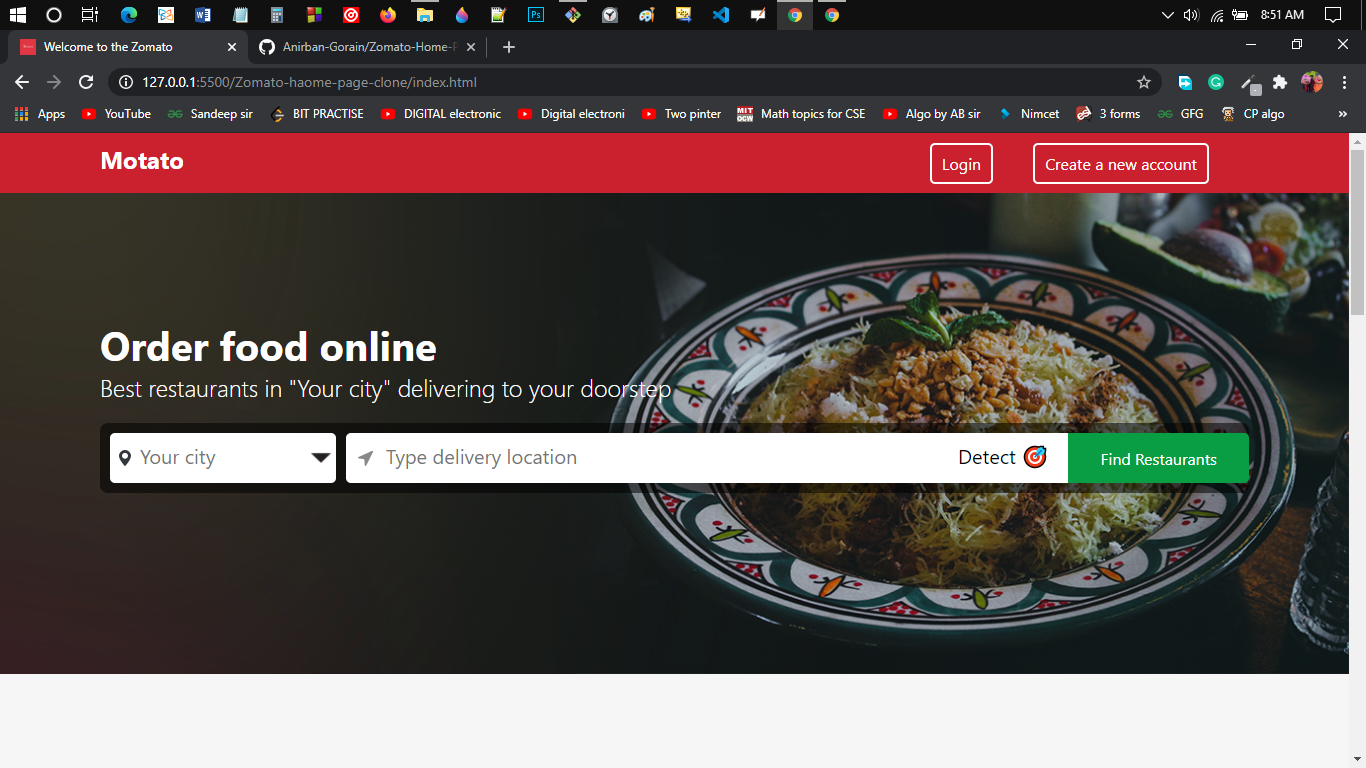 8:51 AM
Welcome to the Zomato
Anirban-Gorain/Zomato-Home-P
127.0.0.1:5500/Zomato-haome-page-clone/index.html
Apps YouTube Sandeep sir BIT PRACTISE DIGITAL electronic Digital electroni Two pinter MIT OCW Math topics for CSE Algo by AB sir Nimcet 3 forms GFG CP algo »
Motato Login Create a new account
Order food online
Best restaurants in "Your city" delivering to your doorstep
Your city Type delivery location Detect Find Restaurants